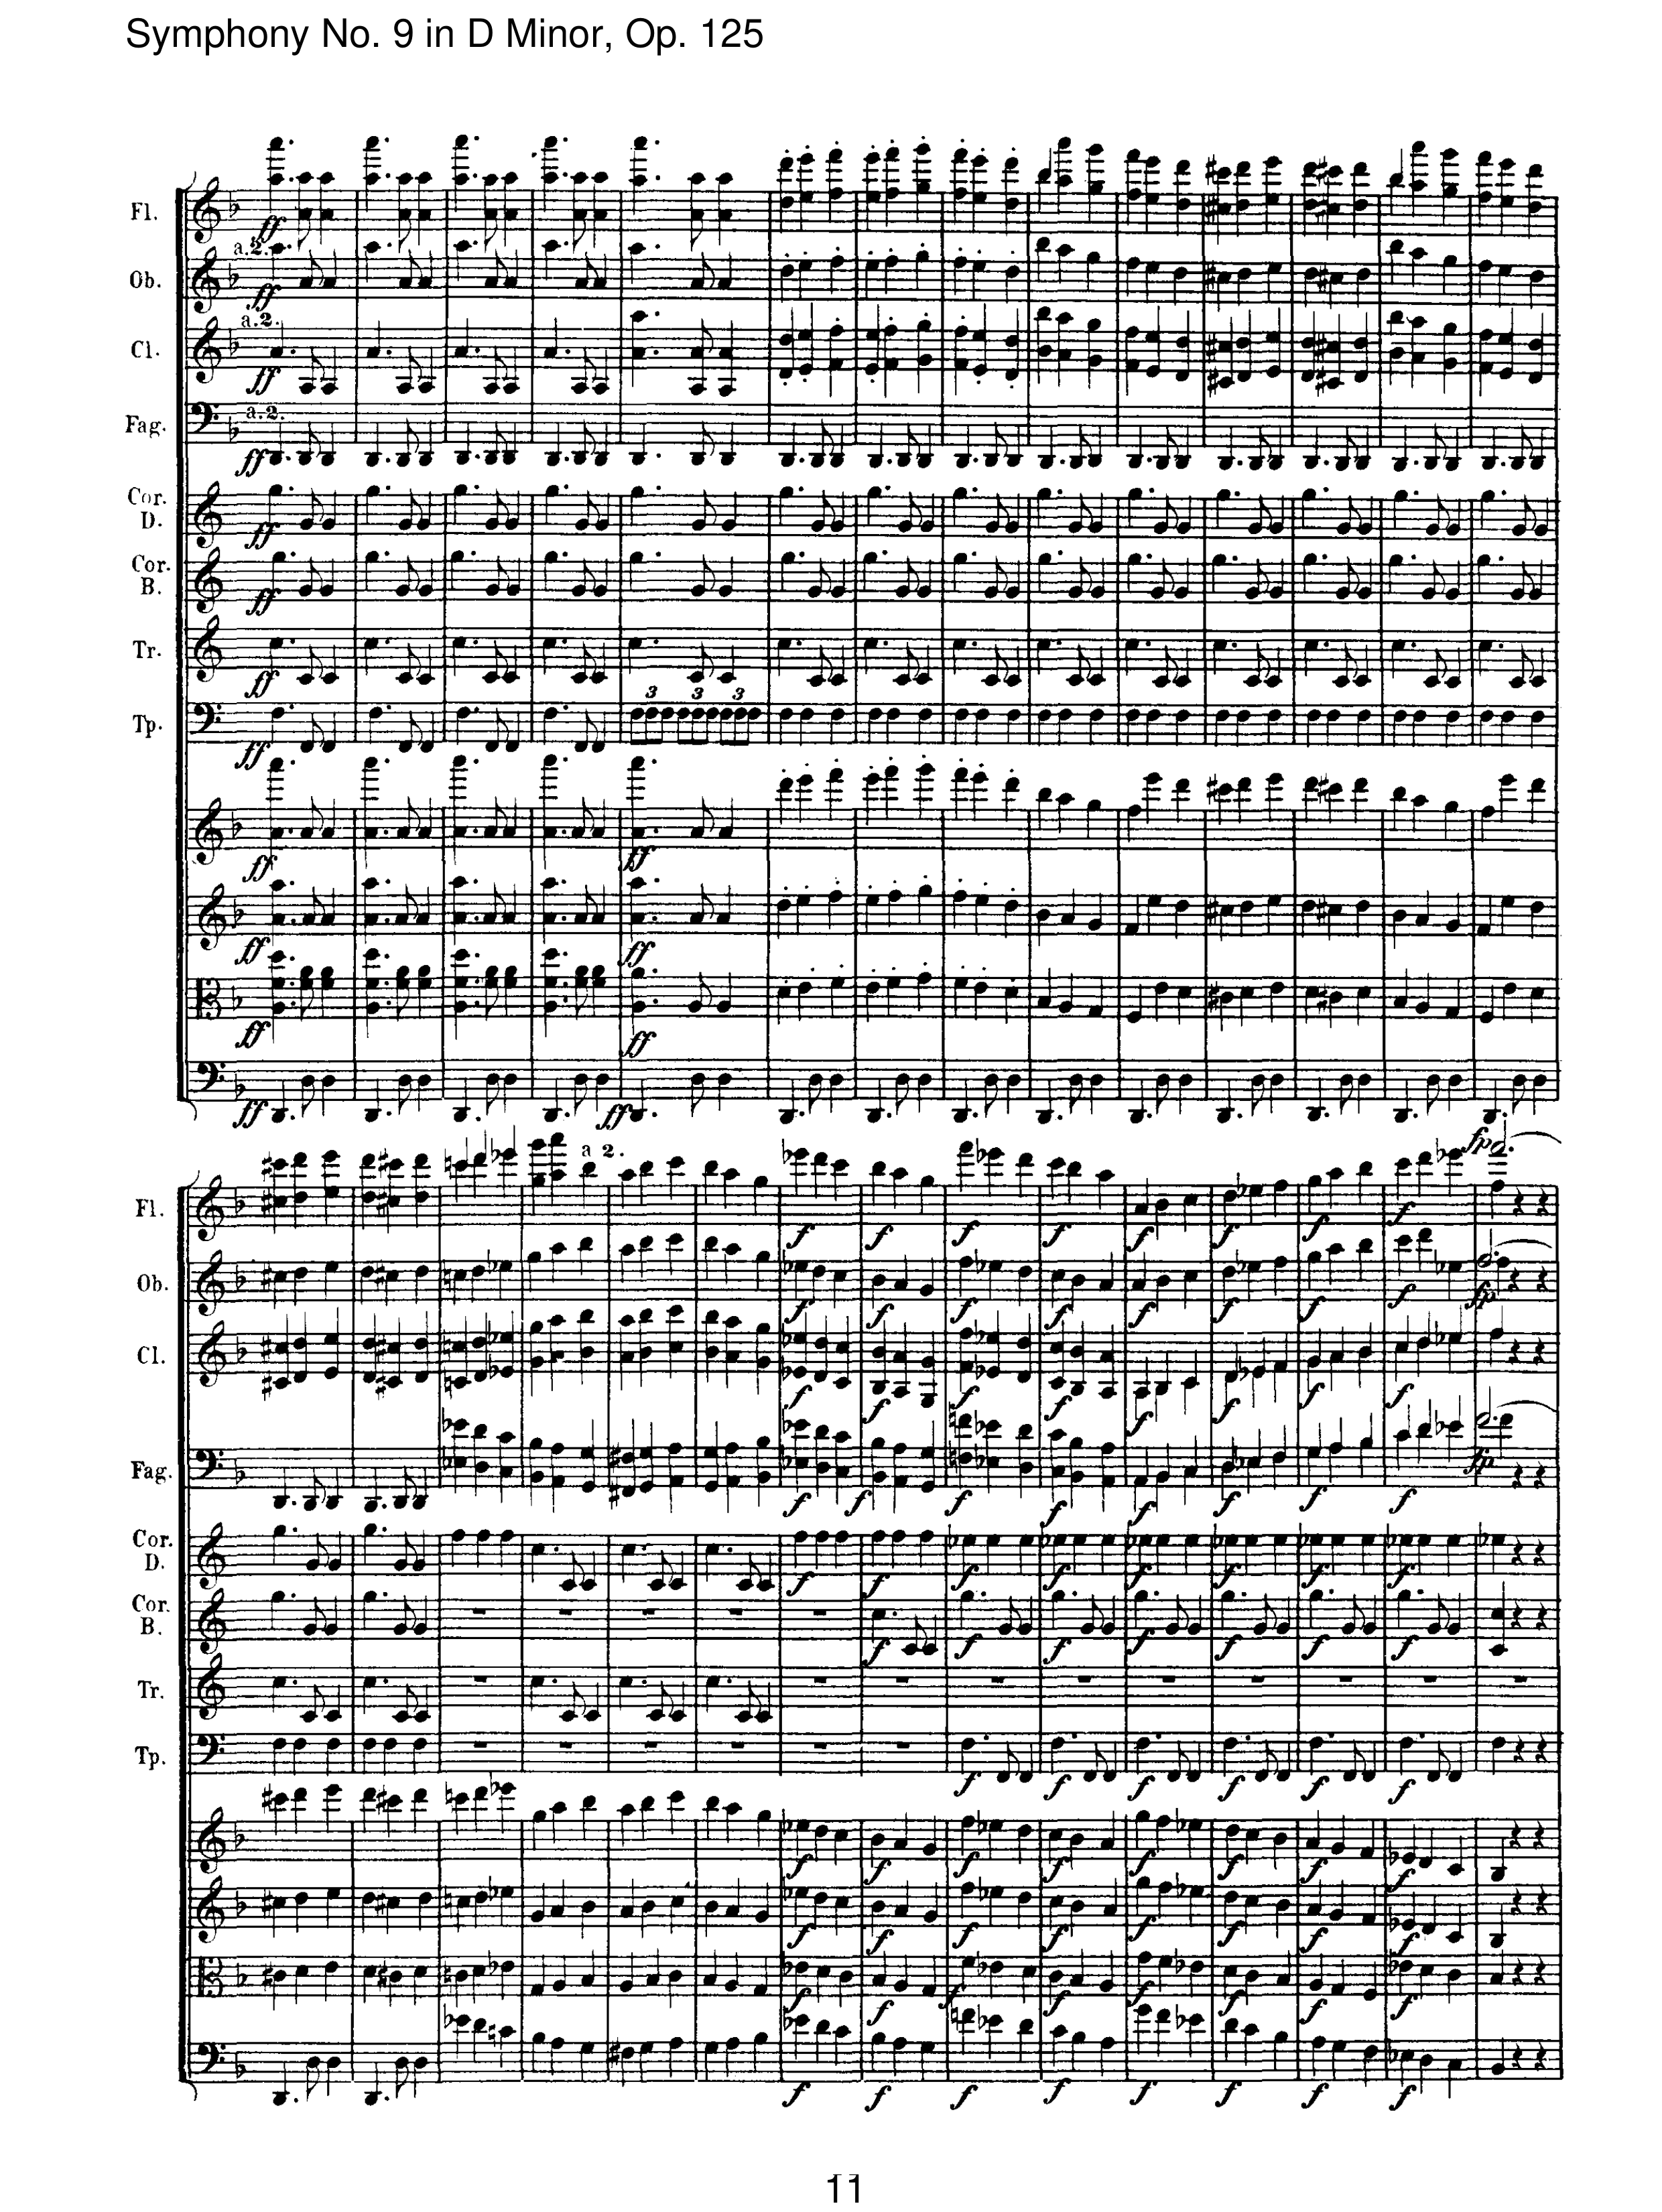 Symphony No. 9 in D Minor, Op. 125
Fl.
ff
a.2.
Ob.
ff
a.2.
Cl.
ff
a.2.
Fag.
ff
Cor. D.
ff
Cor. B.
ff
Tr.
ff
3 3 3
Tp.
ff
ff ff
ff ff
ff ff
ff ff
fp
a 2.
Fl.
f f f f f f f f
Ob.
f f f f f f f f fp
Cl.
f f f f f f f f
Fag.
f f f f f f f f fp
Cor. D.
f f f f f f f f
Cor. B.
f f f f f f f
Tr.
Tp.
f f f f f f
f f f f f f f f
f f f f f f f f
f f f f f f f f
f f f f f f f f
11